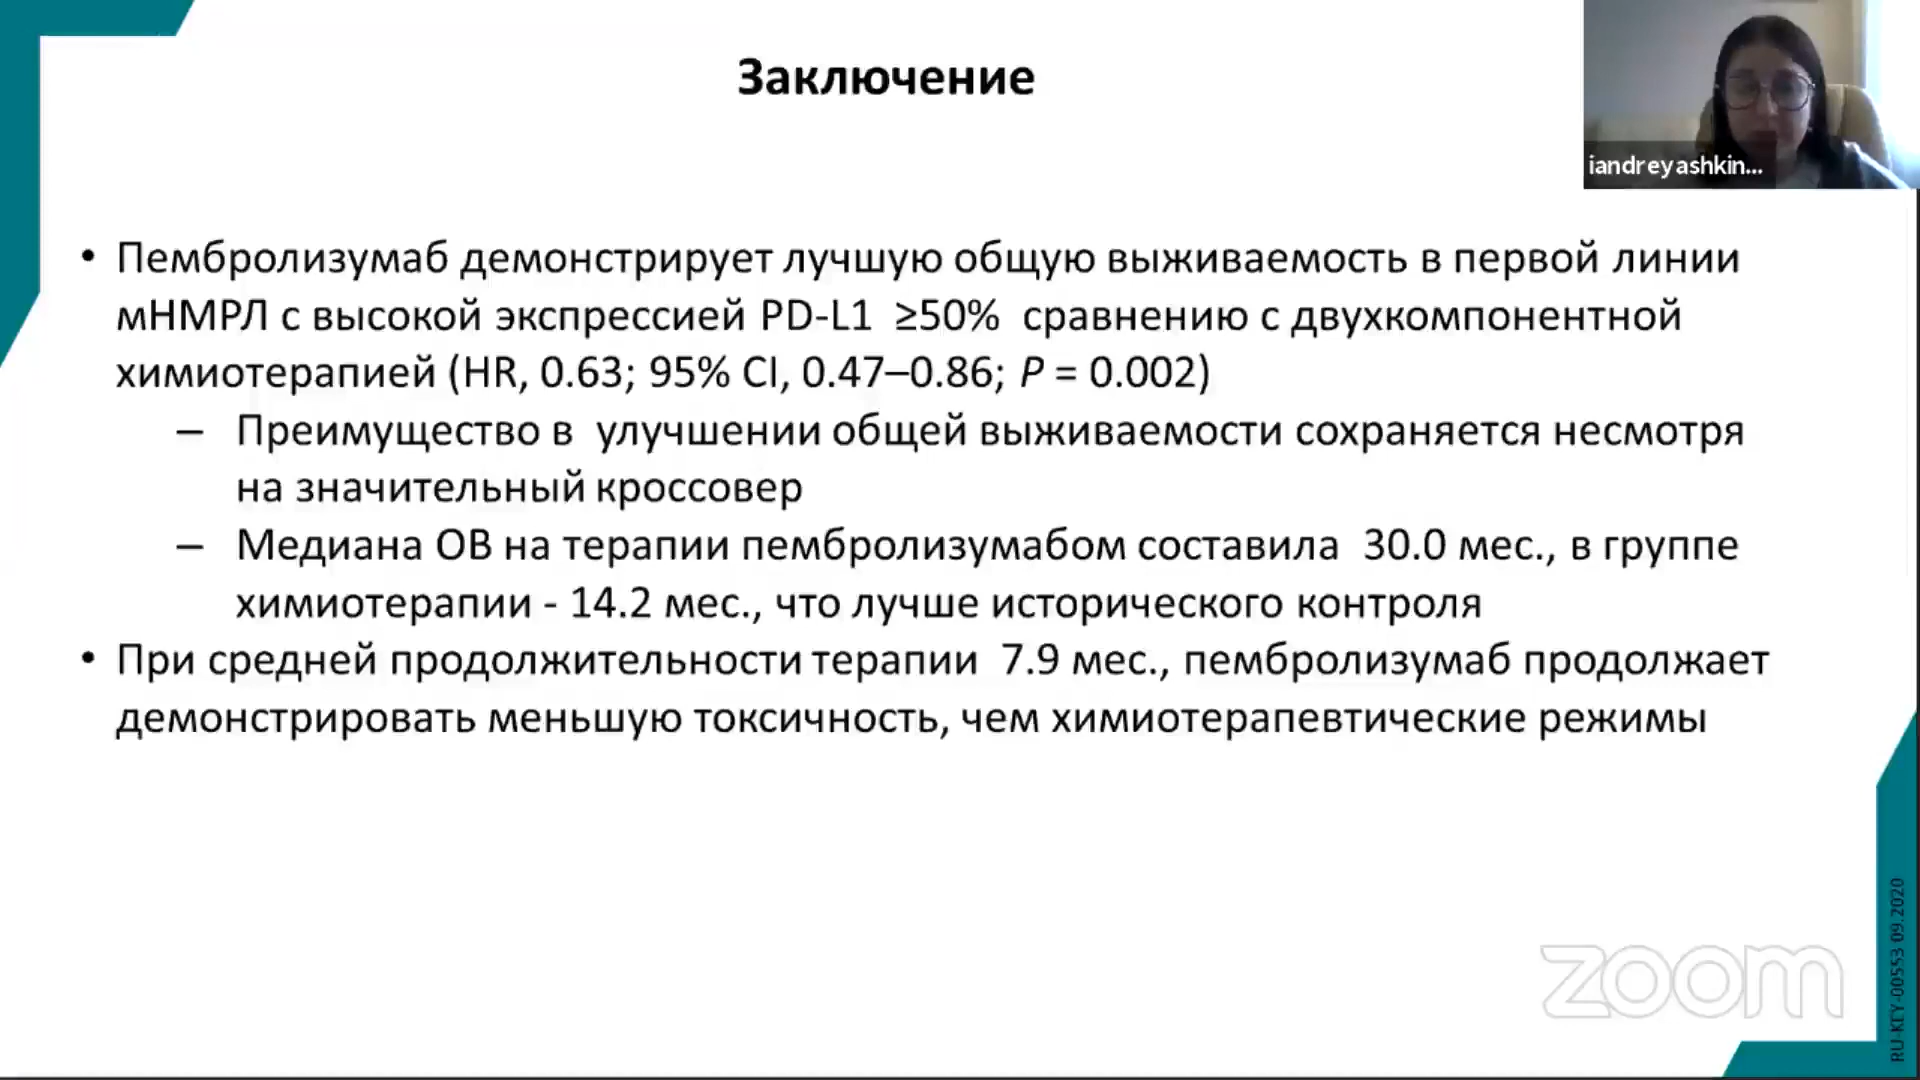 Заключение
iandreyashkin...
• Пембролизумаб демонстрирует лучшую общую выживаемость в первой линии
мНМРЛ с высокой экспрессией PD-L1 ≥50% сравнению с двухкомпонентной
химиотерапией (HR, 0.63; 95% CI, 0.47–0.86; P = 0.002)
– Преимущество в улучшении общей выживаемости сохраняется несмотря
на значительный кроссовер
– Медиана ОВ на терапии пембролизумабом составила 30.0 мес., в группе
химиотерапии - 14.2 мес., что лучше исторического контроля
• При средней продолжительности терапии 7.9 мес., пембролизумаб продолжает
демонстрировать меньшую токсичность, чем химиотерапевтические режимы
zoom
RU-KEY-00553 09.2020